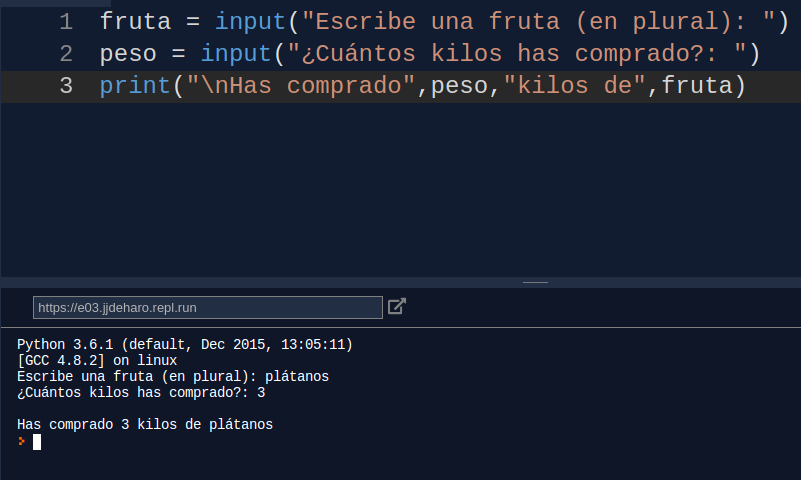 1 fruta = input("Escribe una fruta (en plural): ")
2 peso = input("¿Cuántos kilos has comprado?: ")
3 print("\nHas comprado",peso,"kilos de",fruta)
https://e03.jjdeharo.repl.run
Python 3.6.1 (default, Dec 2015, 13:05:11)
[GCC 4.8.2] on linux
Escribe una fruta (en plural): plátanos
¿Cuántos kilos has comprado?: 3
Has comprado 3 kilos de plátanos